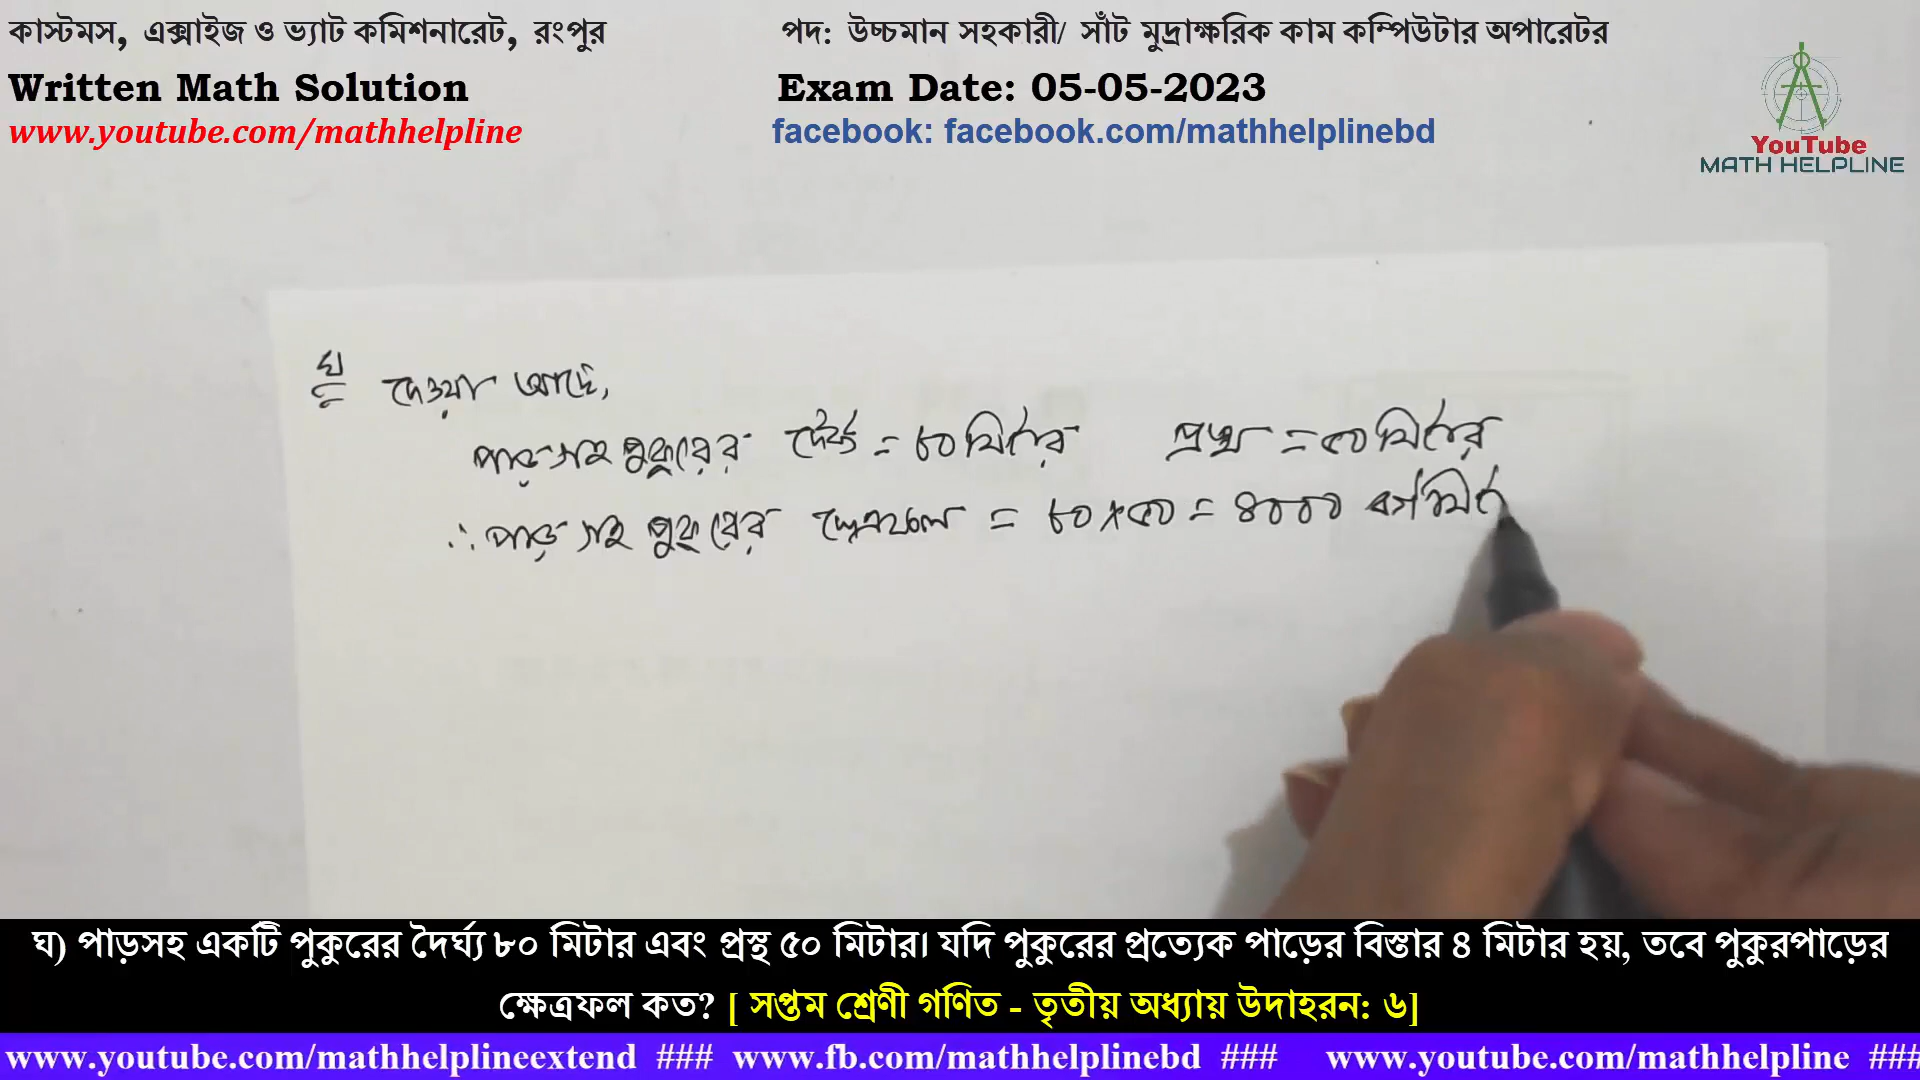 কাস্টমস, এক্সাইজ ও ভ্যাট কমিশনারেট, রংপুর
পদ: উচ্চমান সহকারী/ সাঁট মুদ্রাক্ষরিক কাম কম্পিউটার অপারেটর
Written Math Solution
Exam Date: 05-05-2023
www.youtube.com/mathhelpline
facebook: facebook.com/mathhelplinebd
YouTube
MATH HELPLINE
ঘ দেওয়া আছে,
পাড়সহ পুকুরের দৈর্ঘ্য = ৮০ মিটার প্রস্থ = ৫০ মিটার
∴ পাড় সহ পুকুরের ক্ষেত্রফল = ৮০ × ৫০ = ৪০০০ বর্গমিট
ঘ) পাড়সহ একটি পুকুরের দৈর্ঘ্য ৮০ মিটার এবং প্রস্থ ৫০ মিটার। যদি পুকুরের প্রত্যেক পাড়ের বিস্তার ৪ মিটার হয়, তবে পুকুরপাড়ের
ক্ষেত্রফল কত? [ সপ্তম শ্রেণী গণিত - তৃতীয় অধ্যায় উদাহরন: ৬]
www.youtube.com/mathhelplineextend ### www.fb.com/mathhelplinebd ### www.youtube.com/mathhelpline ###